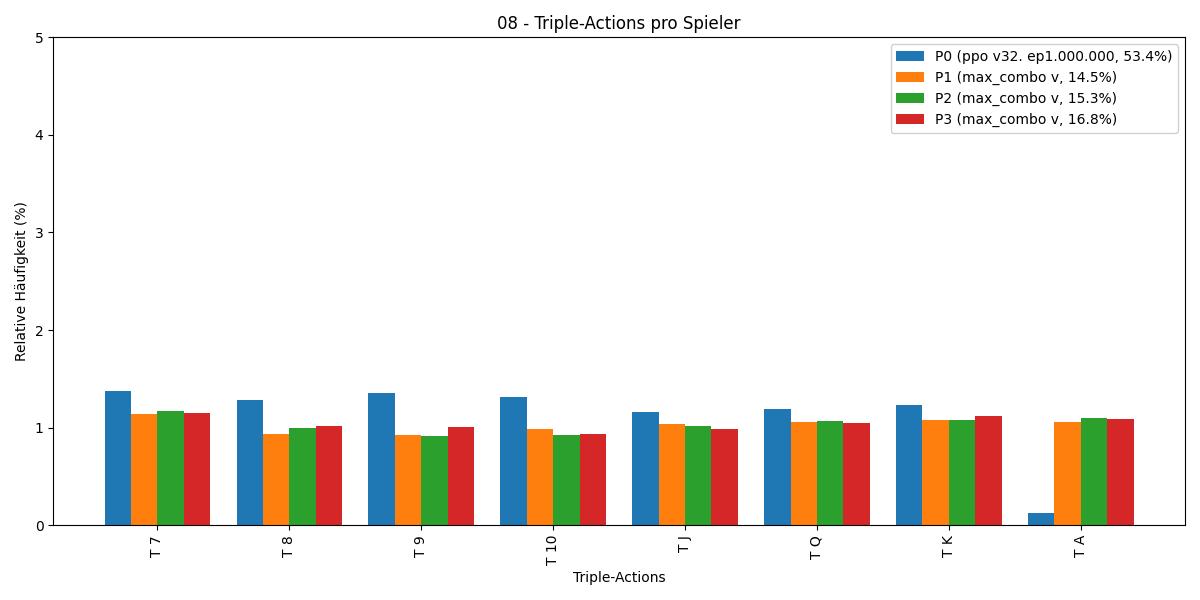 08 - Triple-Actions pro Spieler
Relative Häufigkeit (%)
5
4
3
2
1
0
P0 (ppo v32. ep1.000.000, 53.4%)
P1 (max_combo v, 14.5%)
P2 (max_combo v, 15.3%)
P3 (max_combo v, 16.8%)
T 7
T 8
T 9
T 10
T J
T Q
T K
T A
Triple-Actions